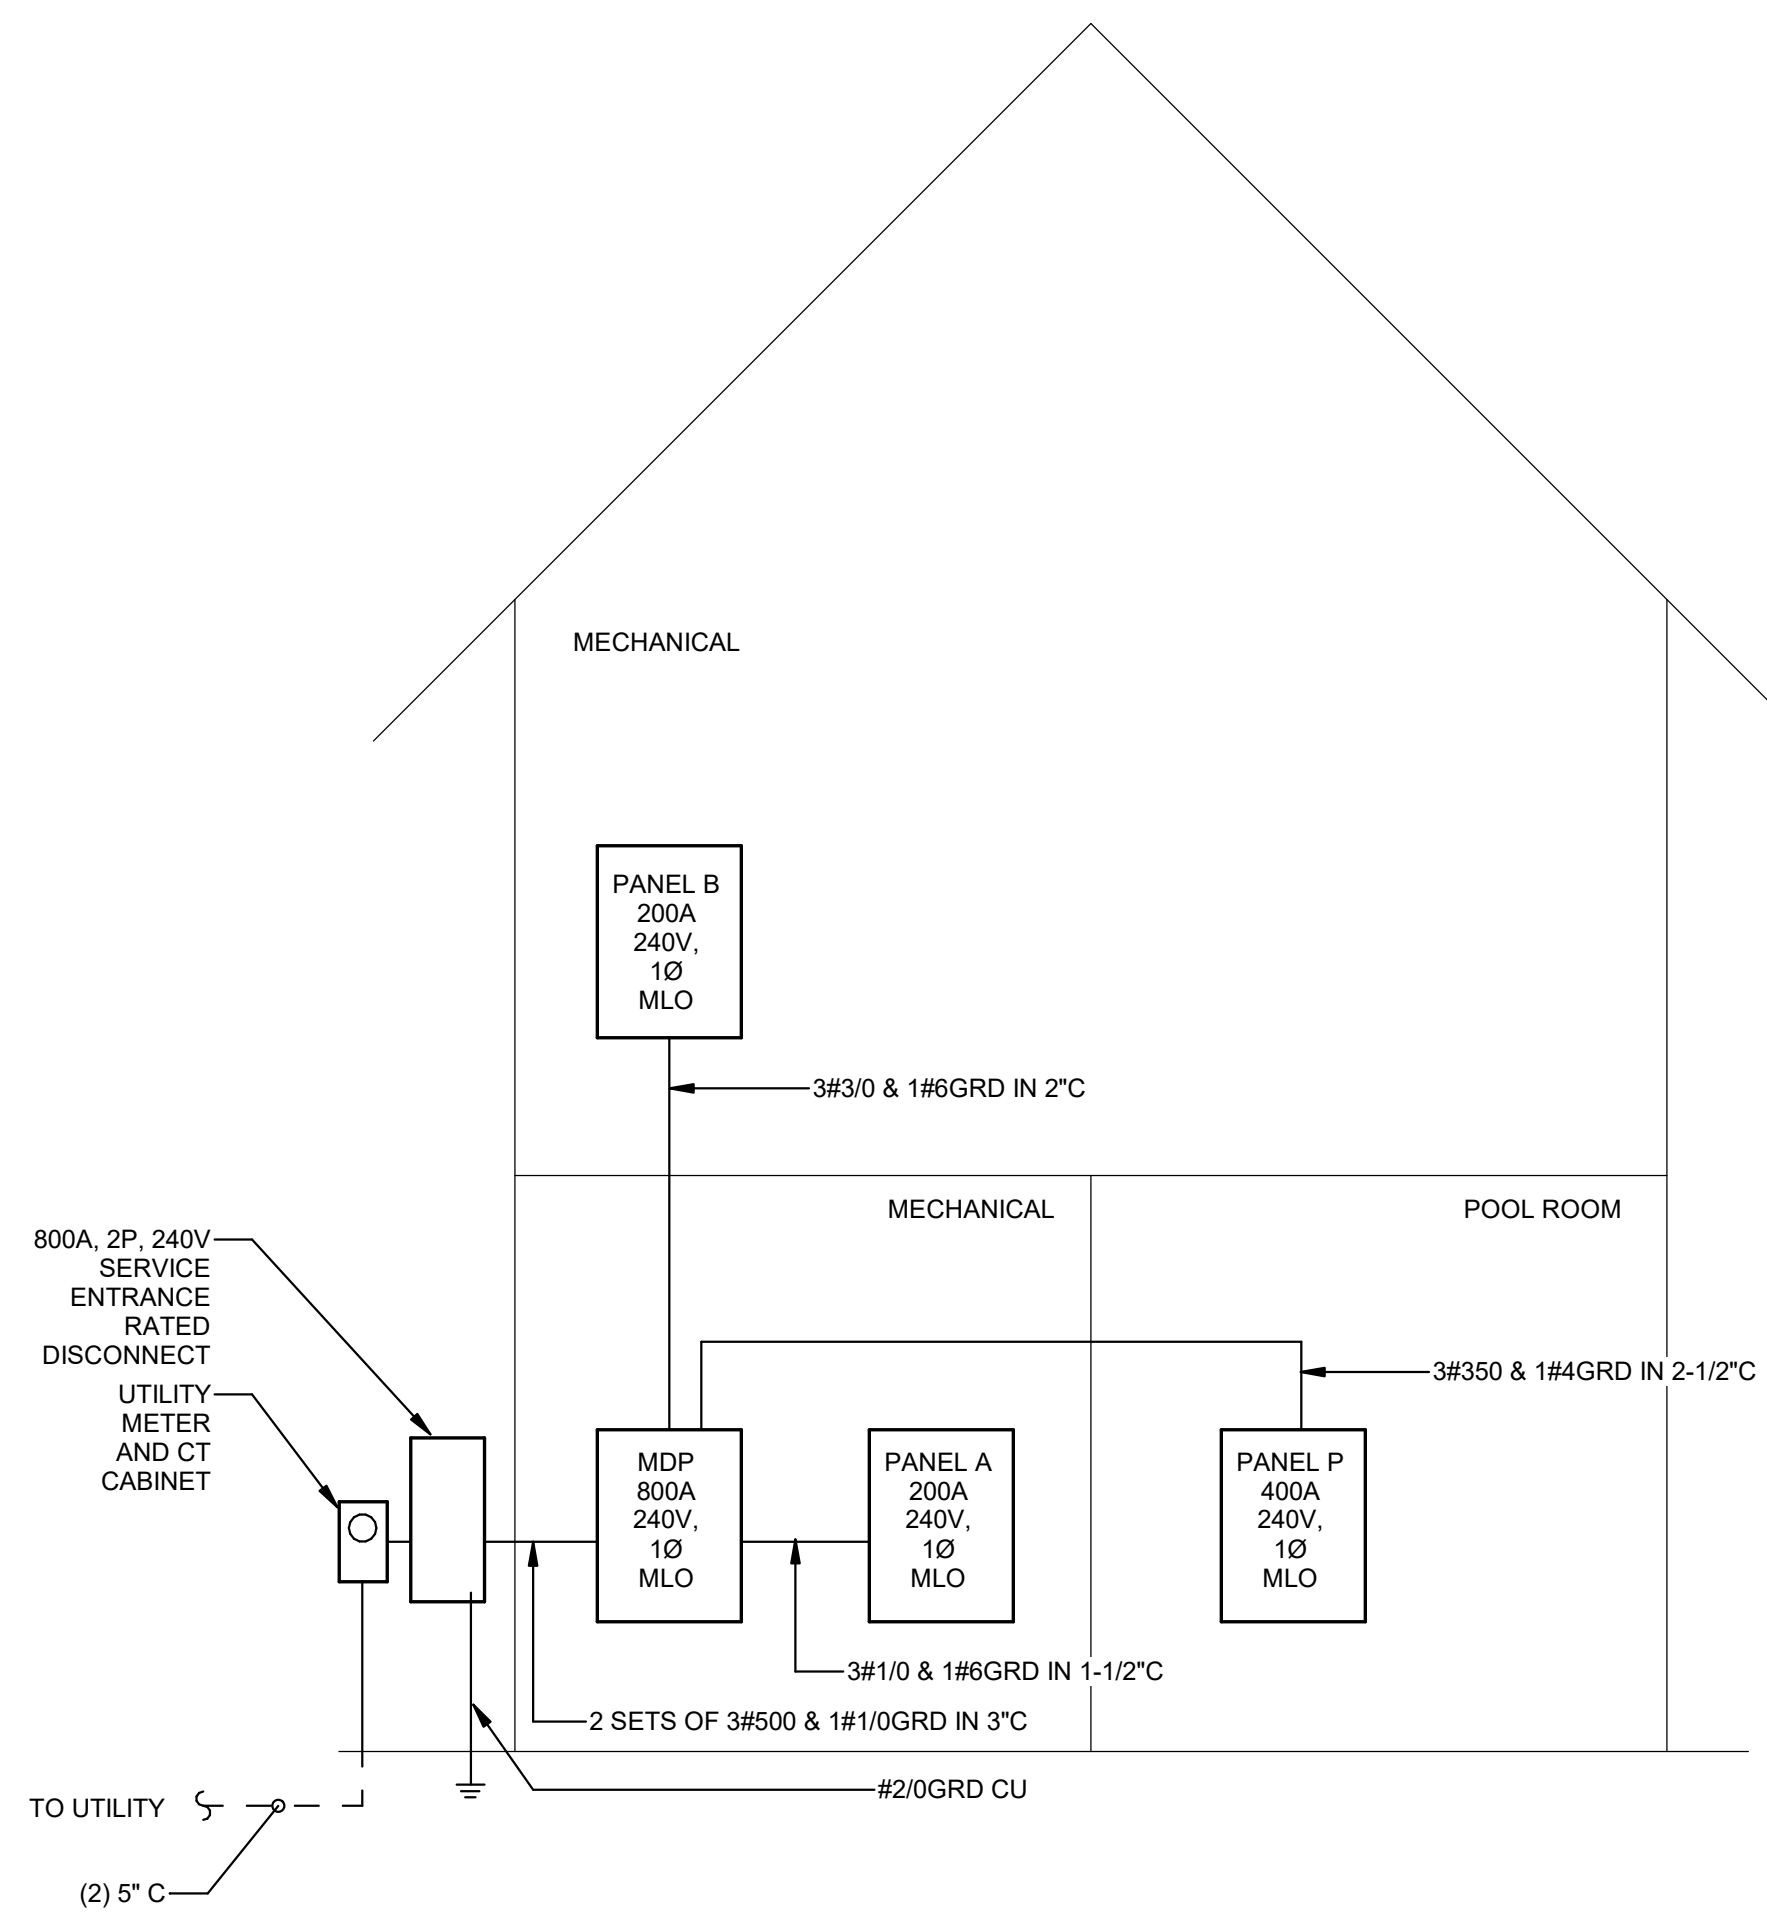 MECHANICAL
PANEL B
200A
240V,
1Ø
MLO
3#3/0 & 1#6GRD IN 2"C
MECHANICAL
POOL ROOM
800A, 2P, 240V
SERVICE
ENTRANCE
RATED
DISCONNECT
UTILITY
METER
AND CT
CABINET
3#350 & 1#4GRD IN 2-1/2"C
MDP
800A
240V,
1Ø
MLO
PANEL A
200A
240V,
1Ø
MLO
PANEL P
400A
240V,
1Ø
MLO
3#1/0 & 1#6GRD IN 1-1/2"C
2 SETS OF 3#500 & 1#1/0GRD IN 3"C
#2/0GRD CU
TO UTILITY
(2) 5" C